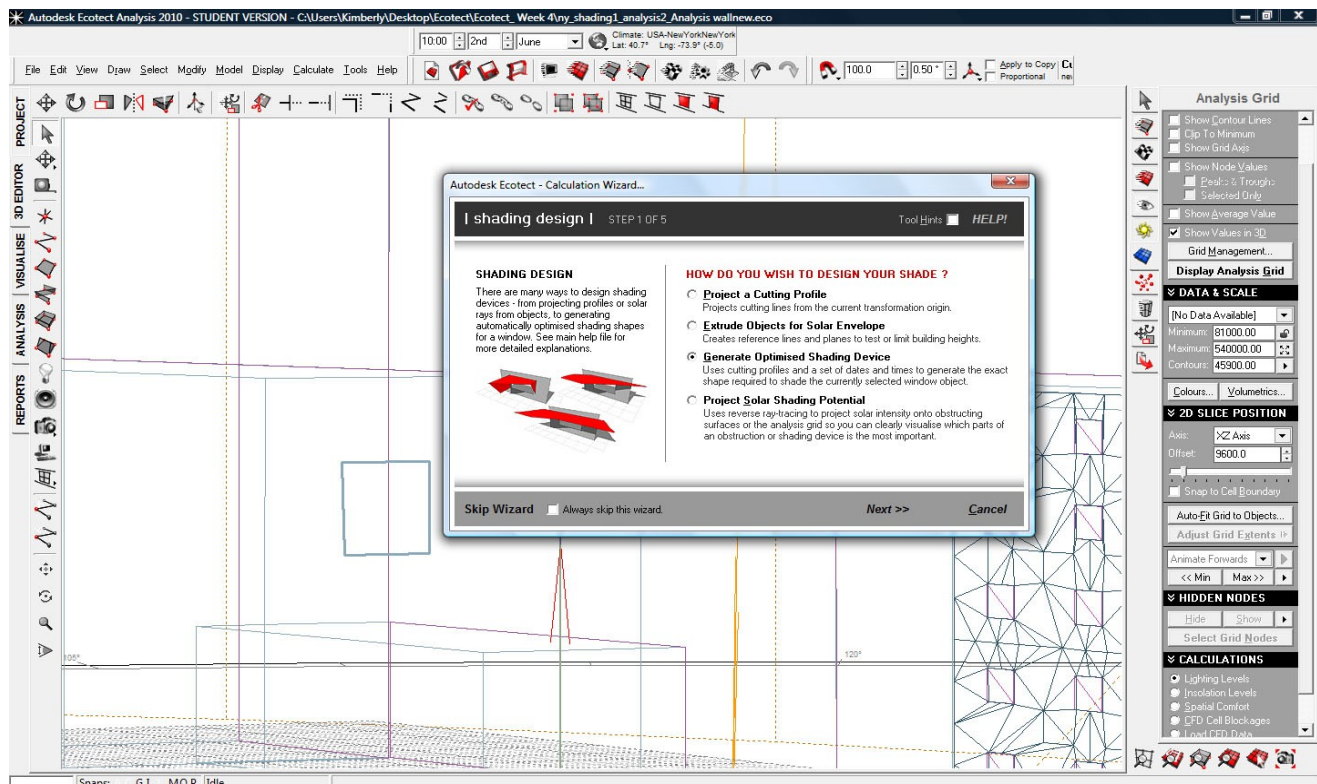 Autodesk Ecotect Analysis 2010 - STUDENT VERSION - C:\Users\Kimberly\Desktop\Ecotect\Ecotect_ Week 4\ny_shading1_analysis2_Analysis wallnew.eco
10:00 2nd June Climate: USA-NewYorkNewYork
Lat: 40.7° Lng: -73.9° (-5.0)
File Edit View Draw Select Modify Model Display Calculate Tools Help 100.0 0.50 ° Apply to Copy
Proportional
PROJECT
3D EDITOR
VISUALISE
ANALYSIS
REPORTS
105°
120°
Autodesk Ecotect - Calculation Wizard...
| shading design | STEP 1 OF 5 Tool Hints HELP!
SHADING DESIGN
There are many ways to design shading
devices - from projecting profiles or solar
rays from objects, to generating
automatically optimised shading shapes
for a window. See main help file for
more detailed explanations.
HOW DO YOU WISH TO DESIGN YOUR SHADE ?
Project a Cutting Profile
Projects cutting lines from the current transformation origin.
Extrude Objects for Solar Envelope
Creates reference lines and planes to test or limit building heights.
Generate Optimised Shading Device
Uses cutting profiles and a set of dates and times to generate the exact
shape required to shade the currently selected window object.
Project Solar Shading Potential
Uses reverse ray-tracing to project solar intensity onto obstructing
surfaces or the analysis grid so you can clearly visualise which parts of
an obstruction or shading device is the most important.
Skip Wizard Always skip this wizard. Next >> Cancel
Analysis Grid
Show Contour Lines
Clip To Minimum
Show Grid Axis
Show Node Values
Peaks & Troughs
Selected Only
Show Average Value
Show Values in 3D
Grid Management...
Display Analysis Grid
DATA & SCALE
[No Data Available]
Minimum: 81000.00
Maximum: 540000.00
Contours: 45900.00
Colours... Volumetrics...
2D SLICE POSITION
Axis: XZ Axis
Offset: 9600.0
Snap to Cell Boundary
Auto-Fit Grid to Objects...
Adjust Grid Extents
Animate Forwards
<< Min Max >>
HIDDEN NODES
Hide Show
Select Grid Nodes
CALCULATIONS
Lighting Levels
Insolation Levels
Spatial Comfort
CFD Cell Blockages
Load CFD Data
Snaps: G I M O P Idle